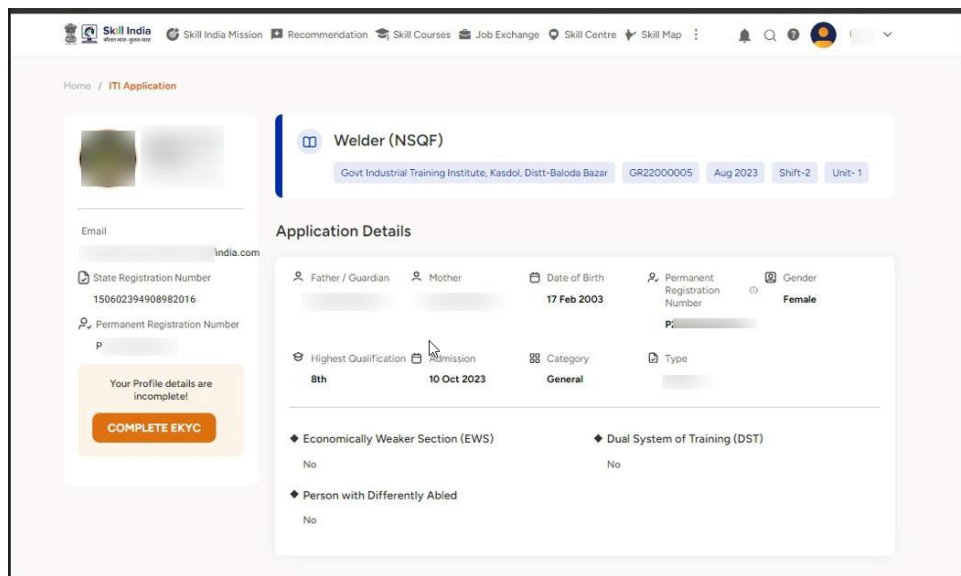 Skill India
कौशल भारत-कुशल भारत
Skill India Mission
Recommendation
Skill Courses
Job Exchange
Skill Centre
Skill Map
Home / ITI Application
Welder (NSQF)
Govt Industrial Training Institute, Kasdol, Distt-Baloda Bazar
GR22000005
Aug 2023
Shift-2
Unit- 1
Email
india.com
State Registration Number
150602394908982016
Permanent Registration Number
P
Your Profile details are
incomplete!
COMPLETE EKYC
Application Details
Father / Guardian
Mother
Date of Birth
17 Feb 2003
Permanent
Registration
Number
Gender
Female
Highest Qualification
8th
Admission
10 Oct 2023
Category
General
Type
Economically Weaker Section (EWS)
No
Dual System of Training (DST)
No
Person with Differently Abled
No